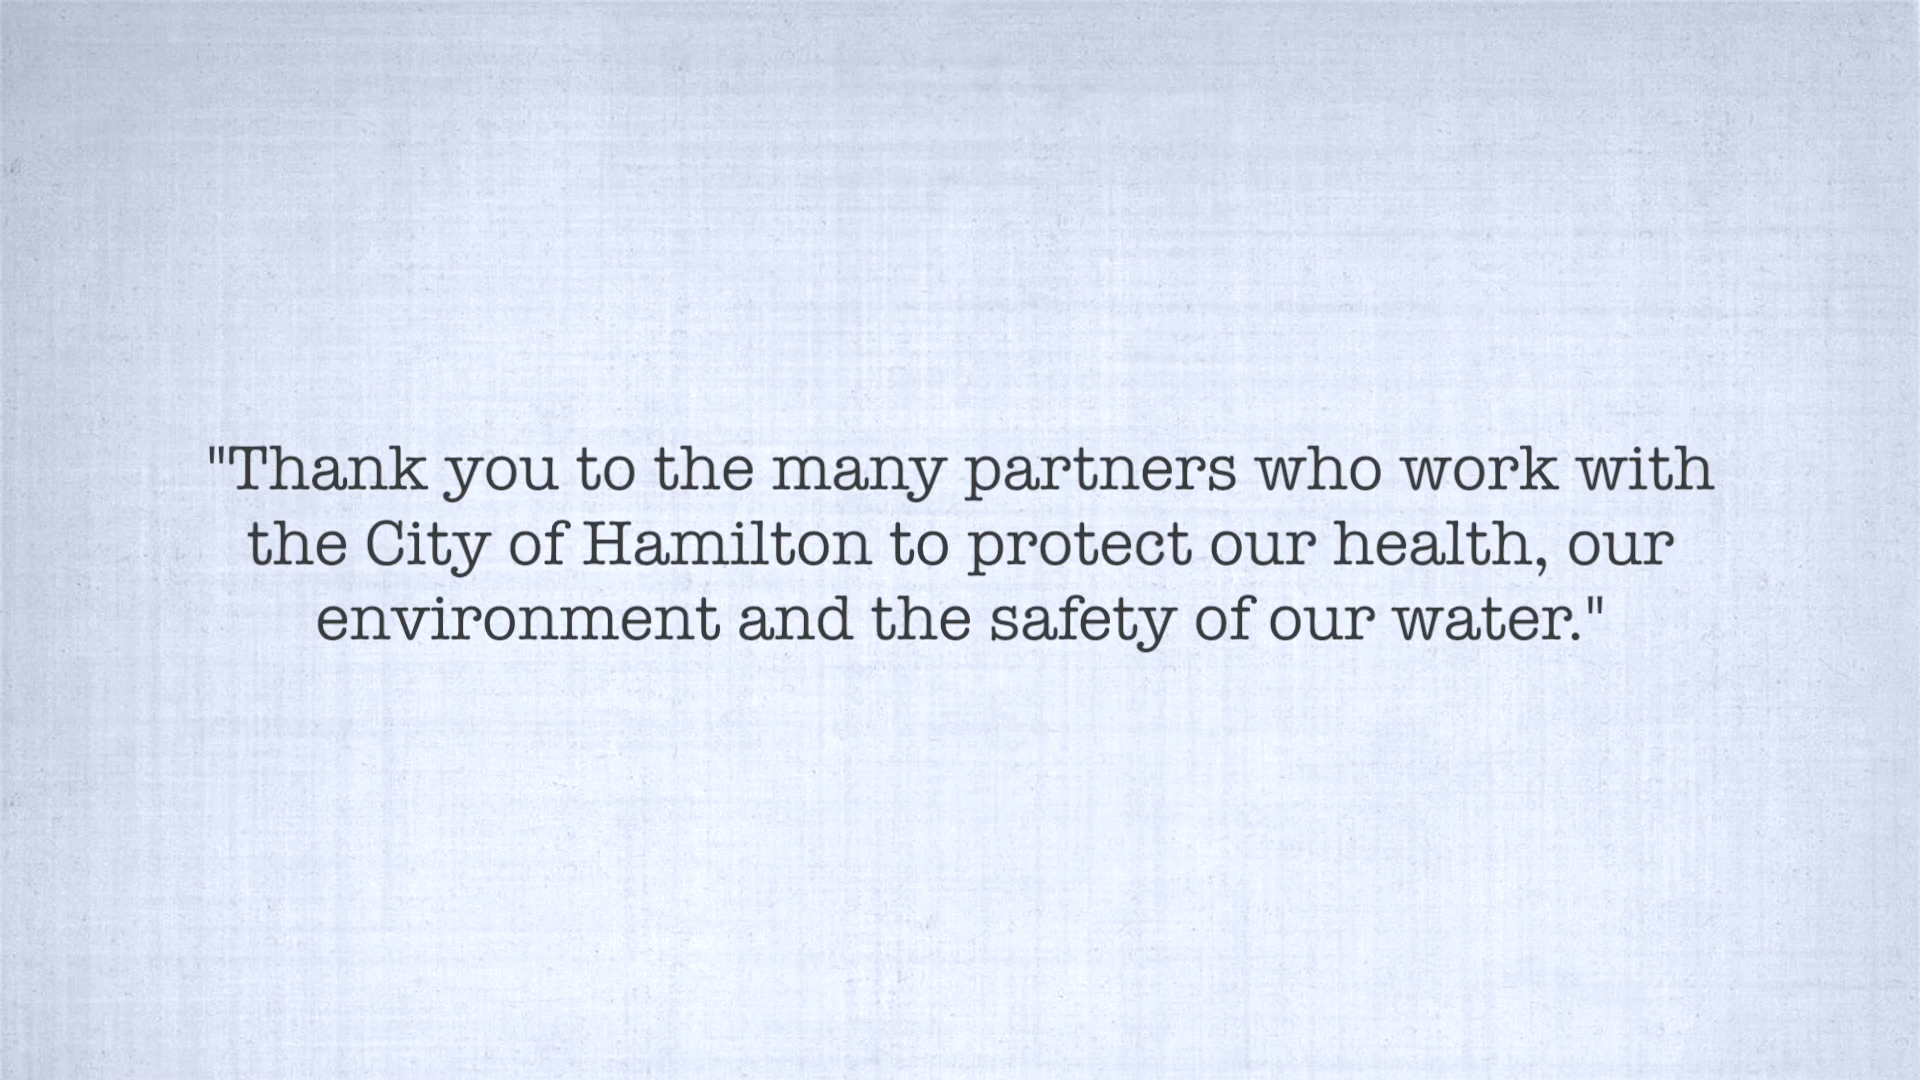 "Thank you to the many partners who work with
the City of Hamilton to protect our health, our
environment and the safety of our water."